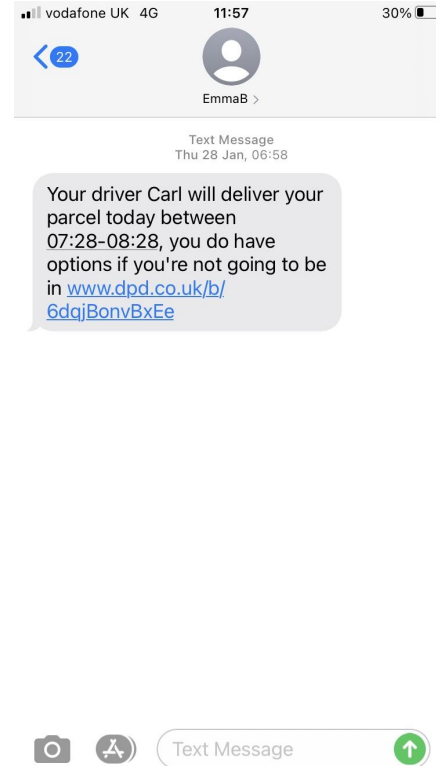 vodafone UK 4G 11:57 30%
22
EmmaB >
Text Message
Thu 28 Jan, 06:58
Your driver Carl will deliver your
parcel today between
07:28-08:28, you do have
options if you're not going to be
in www.dpd.co.uk/b/
6dqjBonvBxEe
Text Message